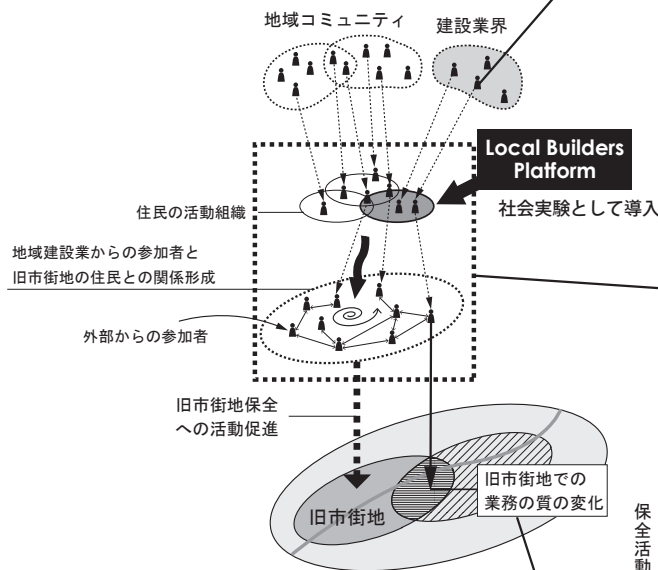 地域コミュニティ
建設業界
Local Builders
Platform
社会実験として導入
住民の活動組織
地域建設業からの参加者と
旧市街地の住民との関係形成
外部からの参加者
旧市街地保全
への活動促進
旧市街地での
業務の質の変化
旧市街地
保全活動